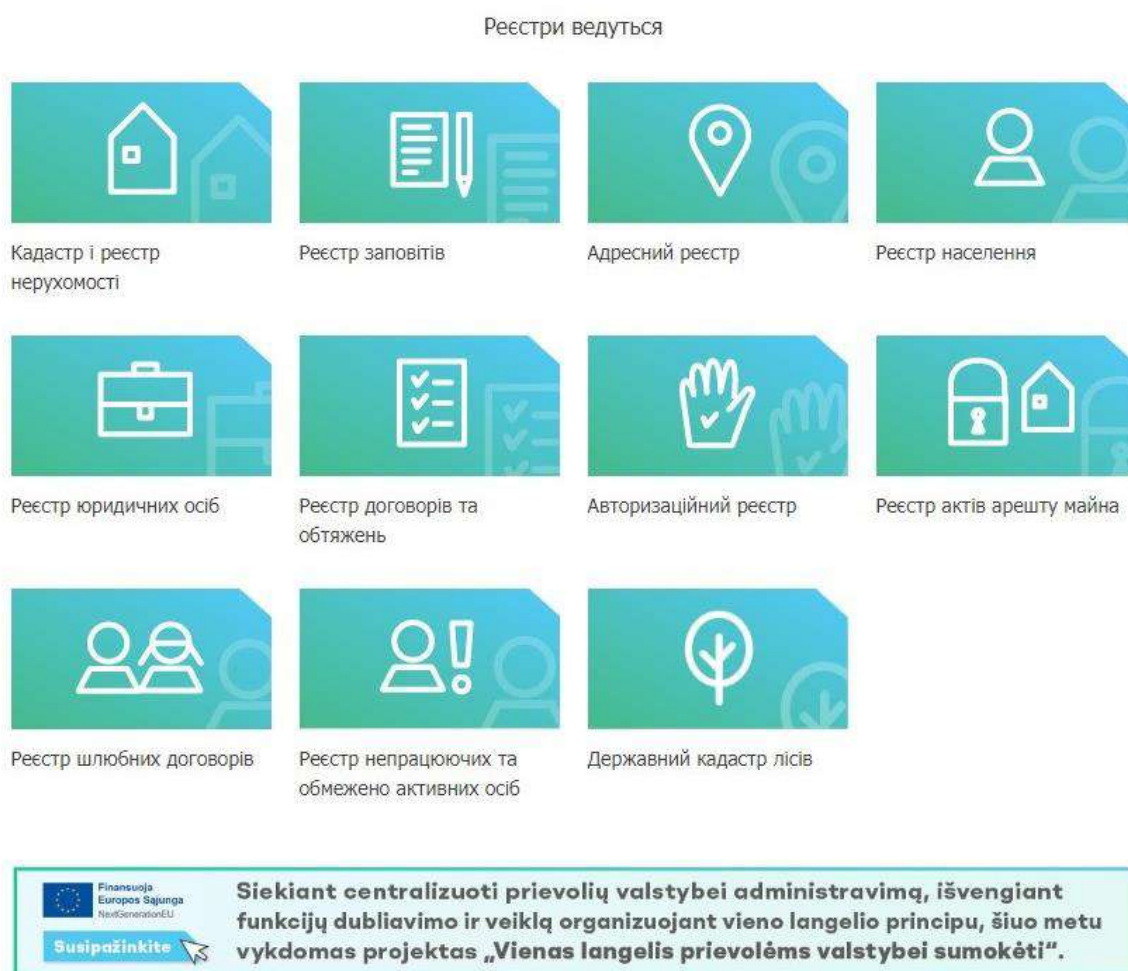 Реєстри ведуться
Кадастр і реєстр
нерухомості
Реєстр заповітів
Адресний реєстр
Реєстр населення
Реєстр юридичних осіб
Реєстр договорів та
обтяжень
Авторизаційний реєстр
Реєстр актів арешту майна
Реєстр шлюбних договорів
Реєстр непрацюючих та
обмежено активних осіб
Державний кадастр лісів
Finansuoja
Europos Sąjunga
NextGenerationEU
Susipažinkite
Siekiant centralizuoti prievolių valstybei administravimą, išvengiant
funkcijų dubliavimo ir veiklą organizuojant vieno langelio principu, šiuo metu
vykdomas projektas „Vienas langelis prievolėms valstybei sumokėti“.